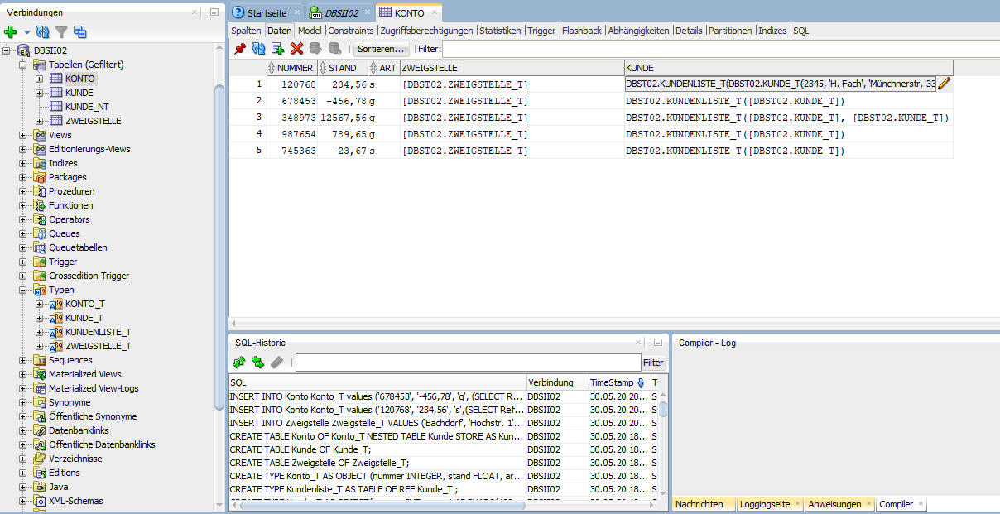 Verbindungen
DBSII02
Tabellen (Gefiltert)
KONTO
KUNDE
KUNDE_NT
ZWEIGSTELLE
Views
Editionierungs-Views
Indizes
Packages
Prozeduren
Funktionen
Operators
Queues
Queuetabellen
Trigger
Crossedition-Trigger
Typen
KONTO_T
KUNDE_T
KUNDENLISTE_T
ZWEIGSTELLE_T
Sequences
Materialized Views
Materialized View-Logs
Synonyme
Öffentliche Synonyme
Datenbanklinks
Öffentliche Datenbanklinks
Verzeichnisse
Editions
Java
XML-Schemas
Startseite DBSII02 KONTO
Spalten Daten Model Constraints Zugriffsberechtigungen Statistiken Trigger Flashback Abhängigkeiten Details Partitionen Indizes SQL
Sortieren... Filter:
NUMMER STAND ART ZWEIGSTELLE KUNDE
1 120768 234,56 s [DBST02.ZWEIGSTELLE_T] DBST02.KUNDENLISTE_T(DBST02.KUNDE_T(2345, 'H. Fach', 'Münchnerstr. 33
2 678453 -456,78 g [DBST02.ZWEIGSTELLE_T] DBST02.KUNDENLISTE_T([DBST02.KUNDE_T])
3 348973 12567,56 g [DBST02.ZWEIGSTELLE_T] DBST02.KUNDENLISTE_T([DBST02.KUNDE_T], [DBST02.KUNDE_T])
4 987654 789,65 g [DBST02.ZWEIGSTELLE_T] DBST02.KUNDENLISTE_T([DBST02.KUNDE_T])
5 745363 -23,67 s [DBST02.ZWEIGSTELLE_T] DBST02.KUNDENLISTE_T([DBST02.KUNDE_T])
SQL-Historie
Filter
SQL Verbindung TimeStamp T
INSERT INTO Konto Konto_T values ('678453', '-456,78', 'g', (SELECT R... DBSII02 30.05.20 20... S
INSERT INTO Konto Konto_T values ('120768', '234,56', 's',(SELECT Ref... DBSII02 30.05.20 20... S
INSERT INTO Zweigstelle Zweigstelle_T VALUES ('Bachdorf', 'Hochstr. 1'... DBSII02 30.05.20 20... S
CREATE TABLE Konto OF Konto_T NESTED TABLE Kunde STORE AS Kun... DBSII02 30.05.20 18... S
CREATE TABLE Kunde OF Kunde_T; DBSII02 30.05.20 18... S
CREATE TABLE Zweigstelle OF Zweigstelle_T; DBSII02 30.05.20 18... S
CREATE TYPE Konto_T AS OBJECT (nummer INTEGER, stand FLOAT, ar... DBSII02 30.05.20 18... S
CREATE TYPE Kundenliste_T AS TABLE OF REF Kunde_T ; DBSII02 30.05.20 18... S
Compiler - Log
Nachrichten Loggingseite Anweisungen Compiler